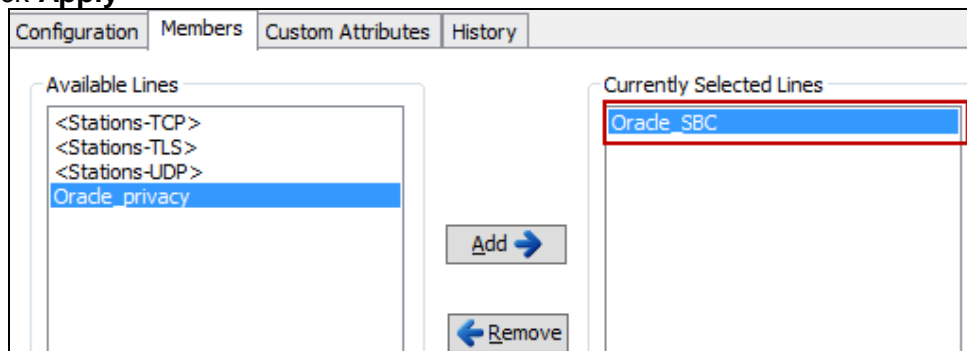 Apply
Configuration Members Custom Attributes History
Available Lines
<Stations-TCP>
<Stations-TLS>
<Stations-UDP>
Oracle_privacy
Add
Remove
Currently Selected Lines
Oracle_SBC